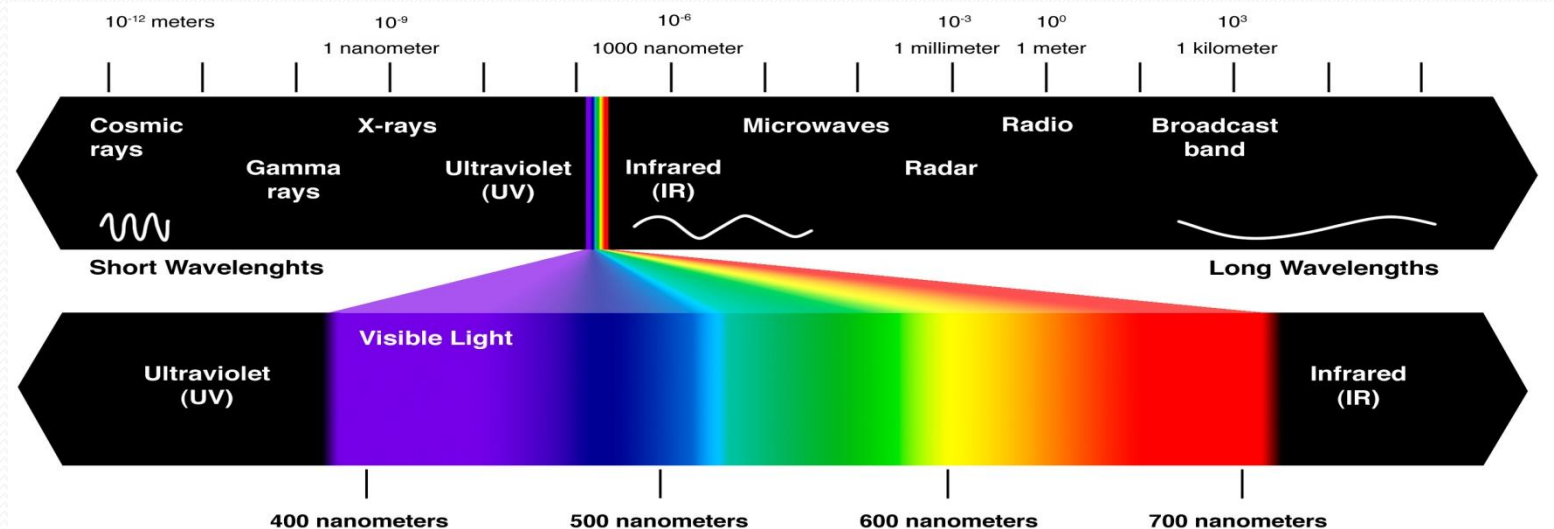 10⁻¹² meters 10⁻⁹ 10⁻⁶ 10⁻³ 10⁰ 10³
1 nanometer 1000 nanometer 1 millimeter 1 meter 1 kilometer
Cosmic
rays
Gamma
rays
X-rays
Ultraviolet
(UV)
Infrared
(IR)
Microwaves
Radar
Radio
Broadcast
band
Short Wavelenghts
Long Wavelengths
Visible Light
Ultraviolet
(UV)
Infrared
(IR)
400 nanometers 500 nanometers 600 nanometers 700 nanometers